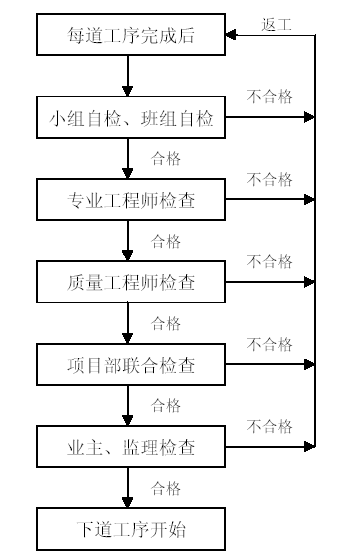 每道工序完成后
返工
小组自检、班组自检
不合格
合格
专业工程师检查
不合格
合格
质量工程师检查
不合格
合格
项目部联合检查
不合格
合格
业主、监理检查
不合格
合格
下道工序开始